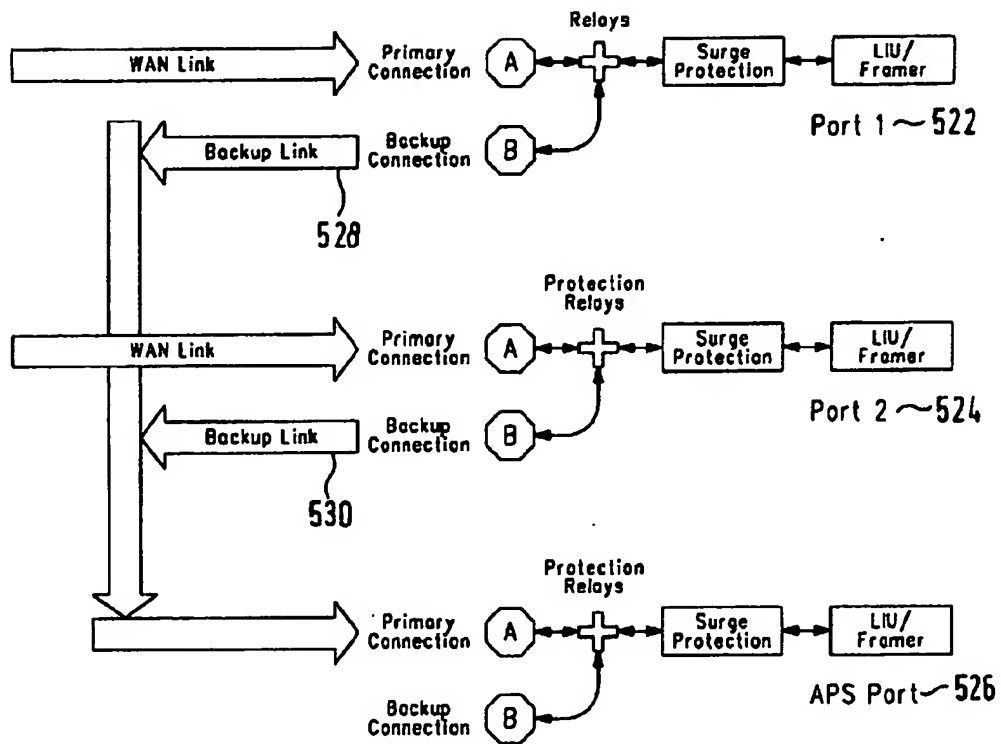 Relays
WAN Link
Primary
Connection
A
Surge
Protection
LIU/
Framer
Port 1 ~ 522
Backup Link
Backup
Connection
B
528
Protection
Relays
WAN Link
Primary
Connection
A
Surge
Protection
LIU/
Framer
Port 2 ~ 524
Backup Link
Backup
Connection
B
530
Protection
Relays
Primary
Connection
A
Surge
Protection
LIU/
Framer
APS Port ~ 526
Backup
Connection
B